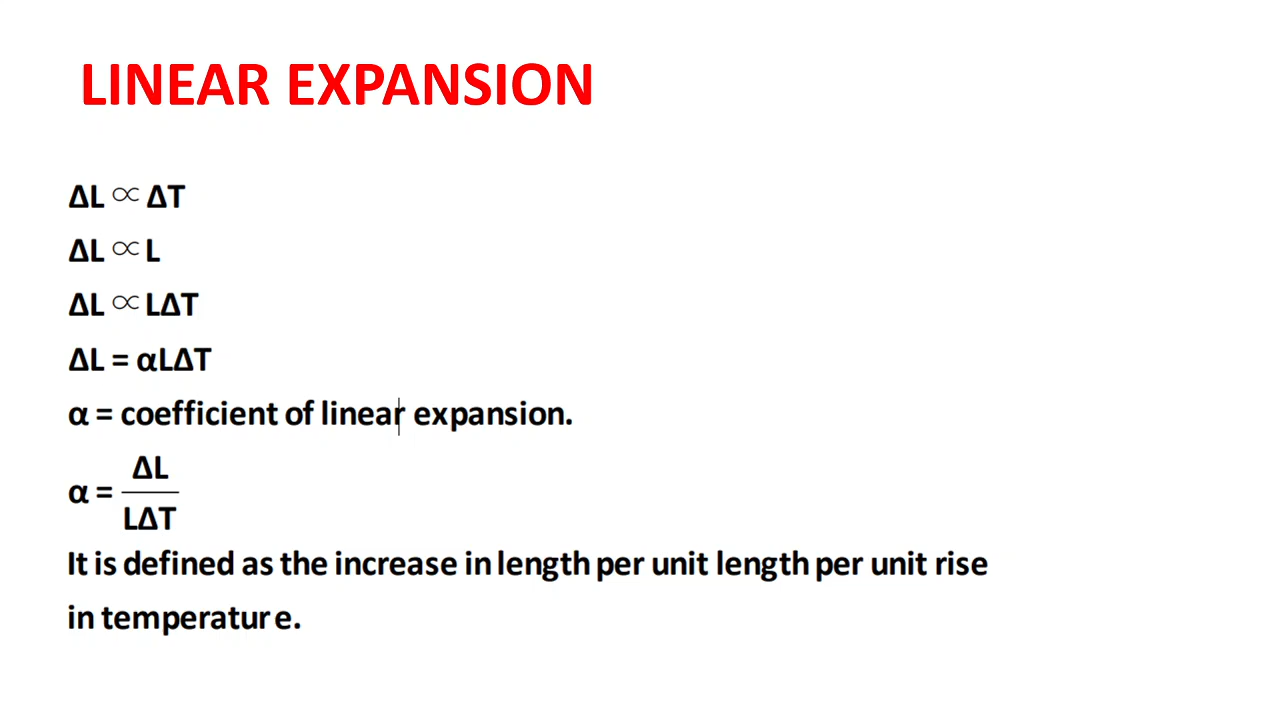 LINEAR EXPANSION
ΔL ∝ ΔT
ΔL ∝ L
ΔL ∝ LΔT
ΔL = αLΔT
α = coefficient of linear expansion.
α = ΔL / LΔT
It is defined as the increase in length per unit length per unit rise
in temperature.